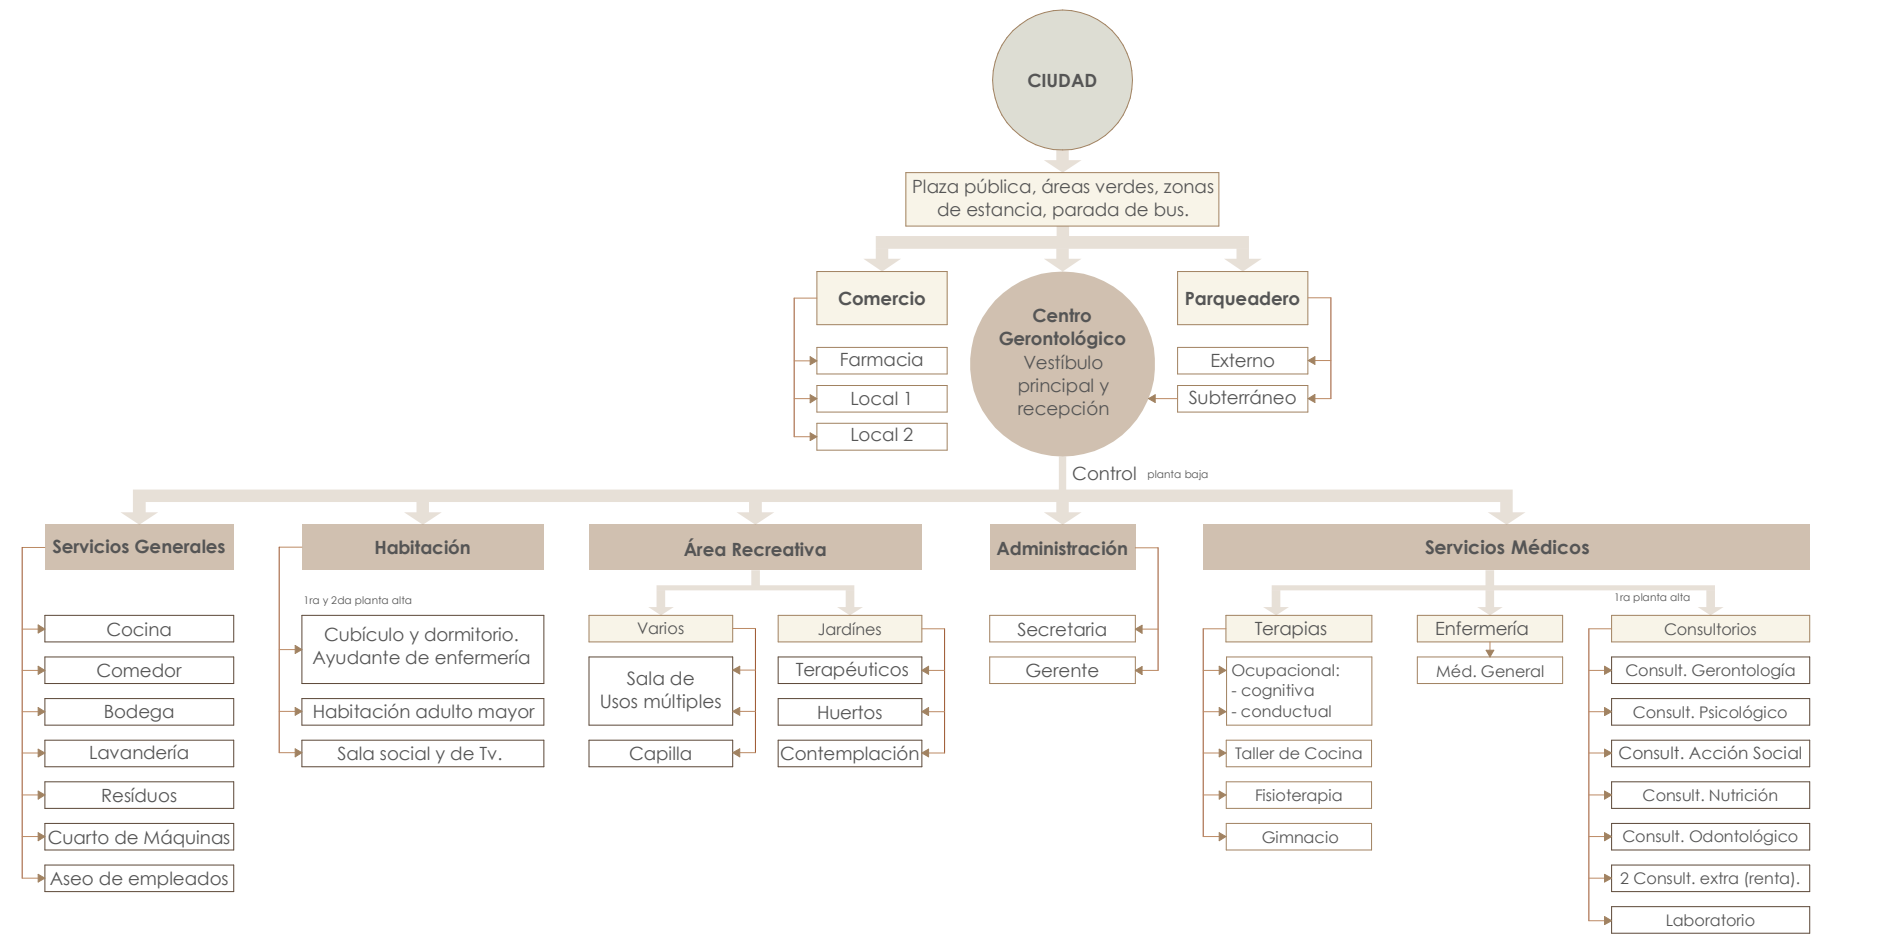 CIUDAD
Plaza pública, áreas verdes, zonas
de estancia, parada de bus.
Comercio
Farmacia
Local 1
Local 2
Centro
Gerontológico
Vestíbulo
principal y
recepción
Parqueadero
Externo
Subterráneo
Control planta baja
Servicios Generales
Cocina
Comedor
Bodega
Lavandería
Resíduos
Cuarto de Máquinas
Aseo de empleados
Habitación
1ra y 2da planta alta
Cubículo y dormitorio.
Ayudante de enfermería
Habitación adulto mayor
Sala social y de Tv.
Área Recreativa
Varios
Sala de
Usos múltiples
Capilla
Jardínes
Terapéuticos
Huertos
Contemplación
Administración
Secretaria
Gerente
Servicios Médicos
Terapias
Ocupacional:
- cognitiva
- conductual
Taller de Cocina
Fisioterapia
Gimnacio
Enfermería
Méd. General
1ra planta alta
Consultorios
Consult. Gerontología
Consult. Psicológico
Consult. Acción Social
Consult. Nutrición
Consult. Odontológico
2 Consult. extra (renta).
Laboratorio